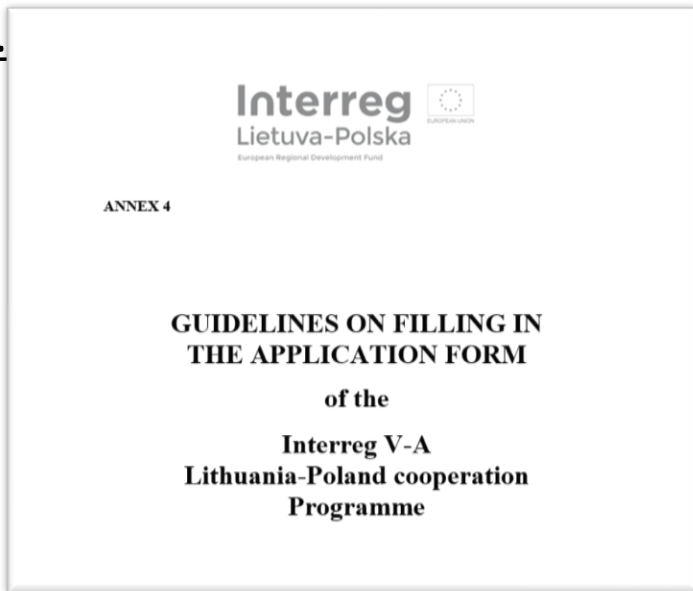 Interreg
Lietuva-Polska
European Regional Development Fund
EUROPEAN UNION
ANNEX 4
GUIDELINES ON FILLING IN
THE APPLICATION FORM
of the
Interreg V-A
Lithuania-Poland cooperation
Programme